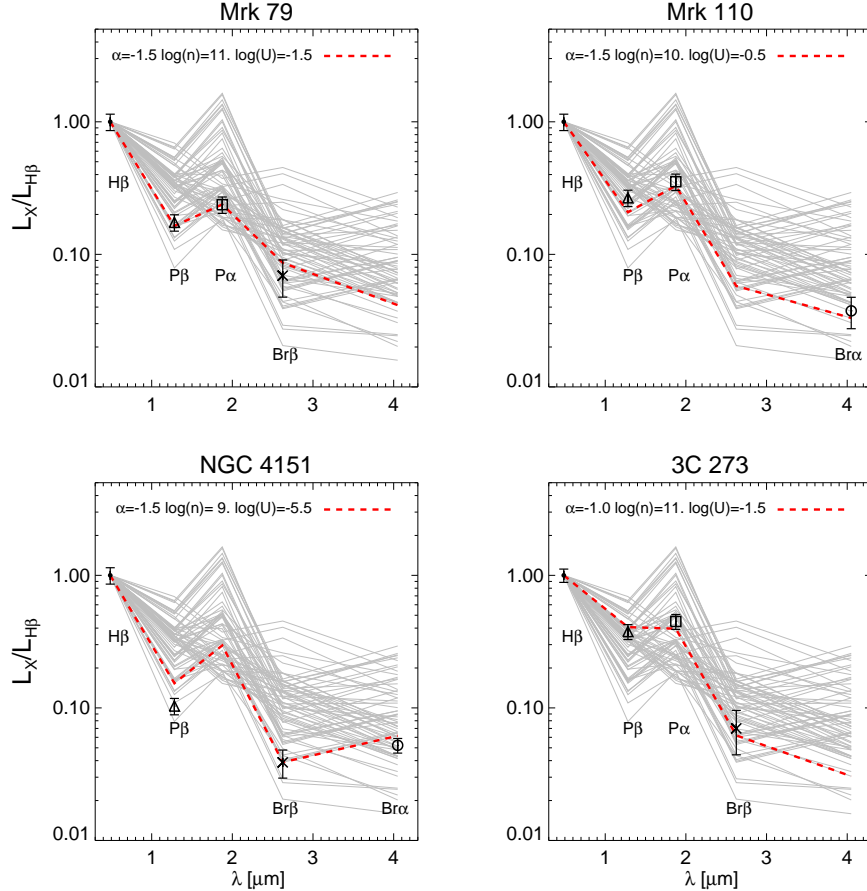 Mrk 79
Mrk 110
α=-1.5 log(n)=11. log(U)=-1.5
α=-1.5 log(n)=10. log(U)=-0.5
L_X/L_Hβ
1.00
0.10
0.01
Hβ
Pβ
Pα
Brβ
1 2 3 4
1.00
0.10
0.01
Hβ
Pβ
Pα
Brα
1 2 3 4
NGC 4151
3C 273
α=-1.5 log(n)= 9. log(U)=-5.5
α=-1.0 log(n)=11. log(U)=-1.5
L_X/L_Hβ
1.00
0.10
0.01
Hβ
Pβ
Brβ
Brα
1 2 3 4
λ [μm]
1.00
0.10
0.01
Hβ
Pβ
Pα
Brβ
1 2 3 4
λ [μm]